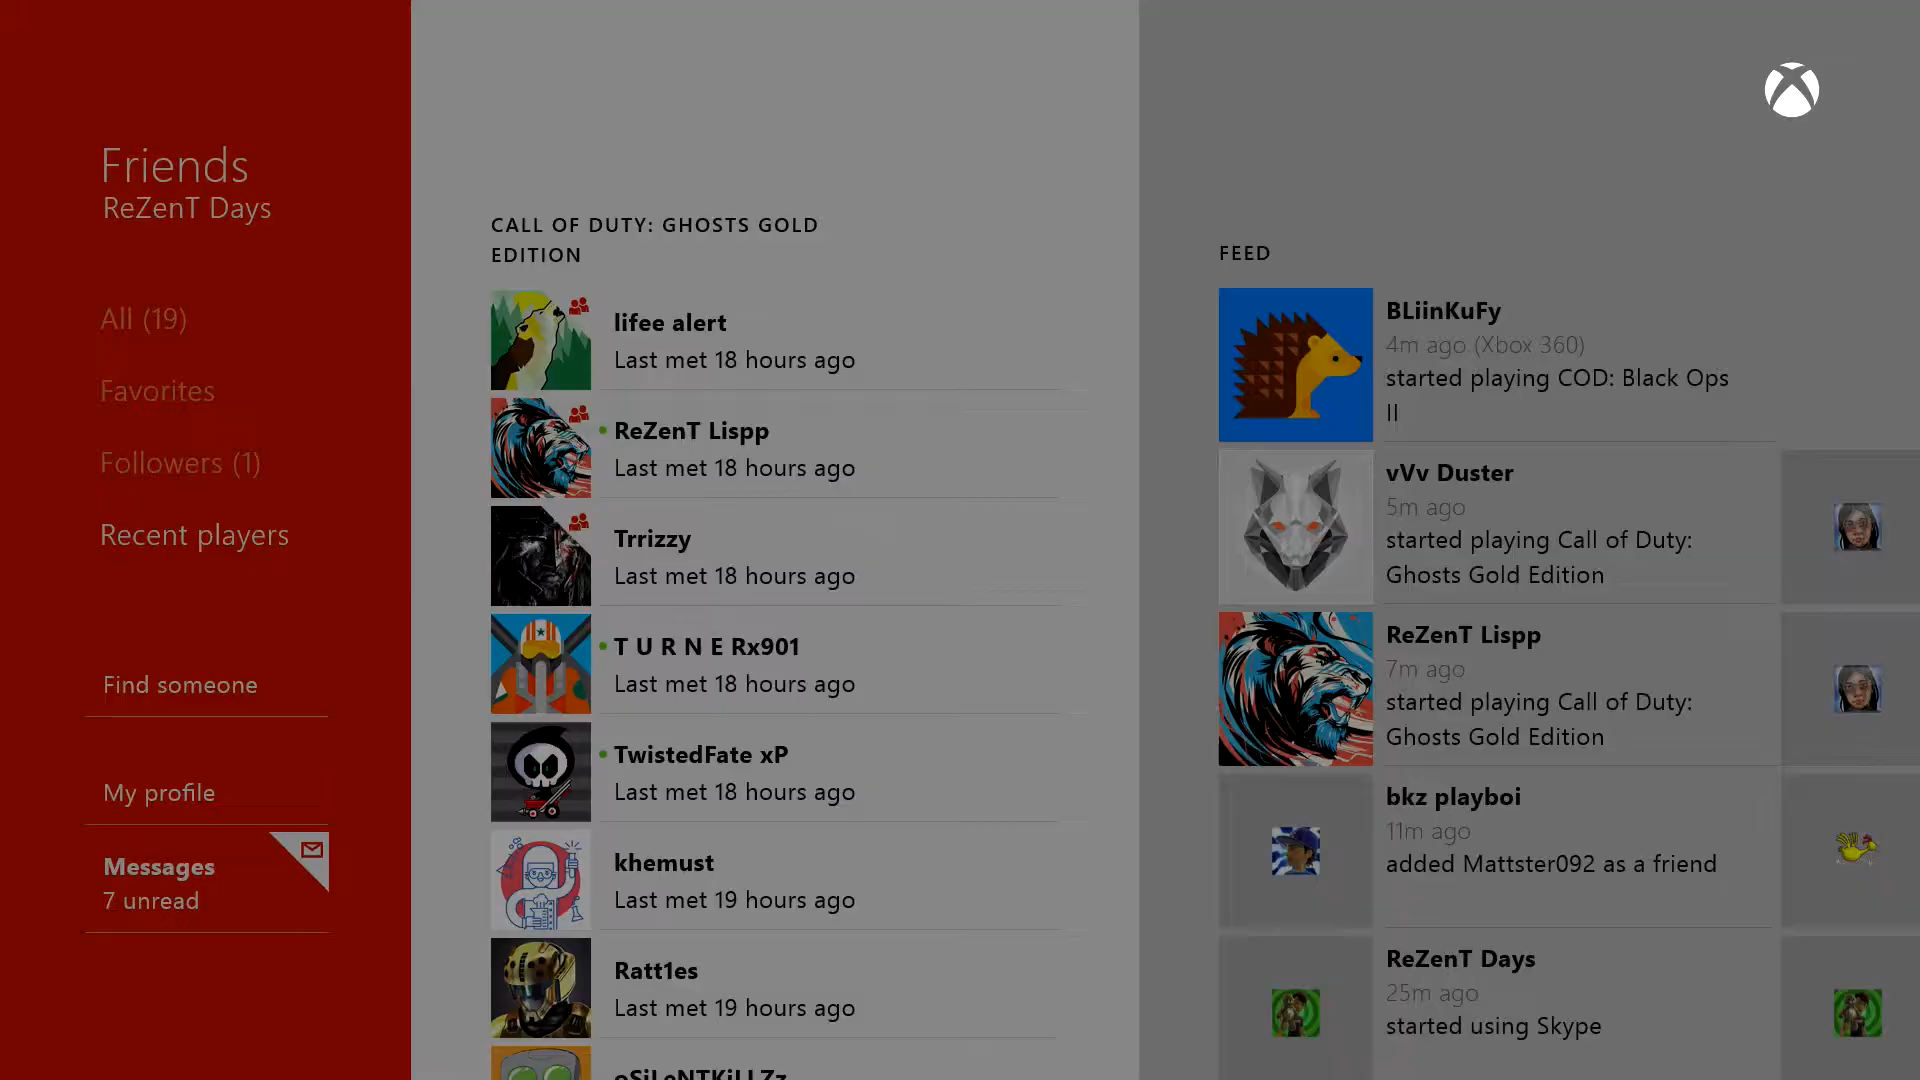 Friends
ReZenT Days
All (19)
Favorites
Followers (1)
Recent players
Find someone
My profile
Messages
7 unread
CALL OF DUTY: GHOSTS GOLD
EDITION
lifee alert
Last met 18 hours ago
ReZenT Lispp
Last met 18 hours ago
Trrizzy
Last met 18 hours ago
T U R N E Rx901
Last met 18 hours ago
TwistedFate xP
Last met 18 hours ago
khemust
Last met 19 hours ago
Ratt1es
Last met 19 hours ago
FEED
BLiinKuFy
4m ago (Xbox 360)
started playing COD: Black Ops
II
vVv Duster
5m ago
started playing Call of Duty:
Ghosts Gold Edition
ReZenT Lispp
7m ago
started playing Call of Duty:
Ghosts Gold Edition
bkz playboi
11m ago
added Mattster092 as a friend
ReZenT Days
25m ago
started using Skype